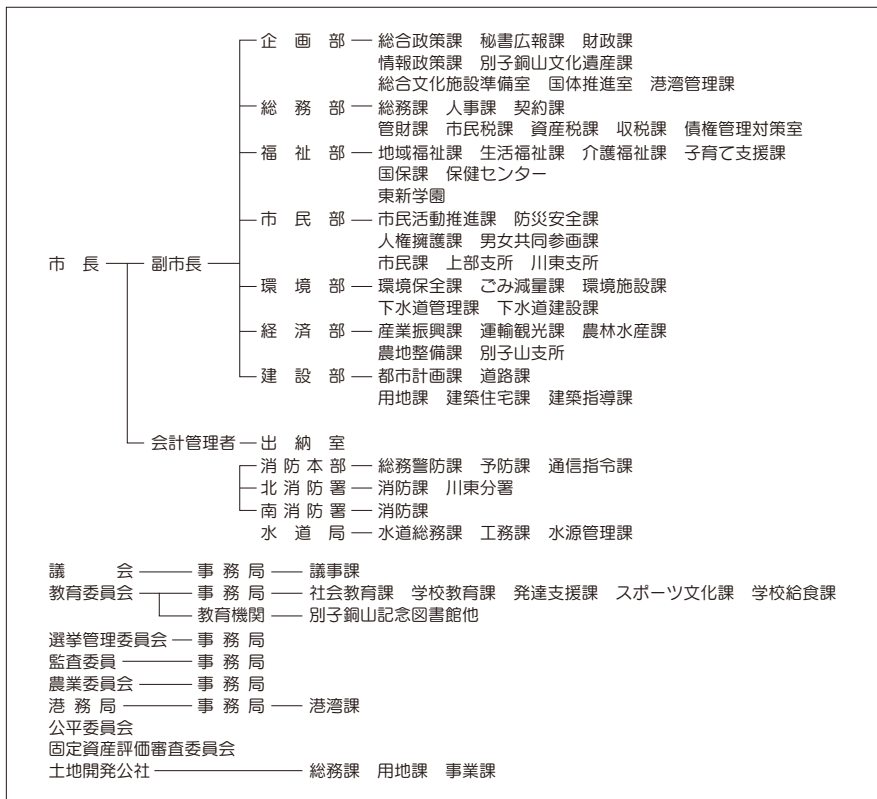 企画部 総合政策課 秘書広報課 財政課
情報政策課 別子銅山文化遺産課
総合文化施設準備室 国体推進室 港湾管理課
総務部 総務課 人事課 契約課
管財課 市民税課 資産税課 収税課 債権管理対策室
福祉部 地域福祉課 生活福祉課 介護福祉課 子育て支援課
国保課 保健センター
東新学園
市民部 市民活動推進課 防災安全課
人権擁護課 男女共同参画課
市長 副市長 市民課 上部支所 川東支所
環境部 環境保全課 ごみ減量課 環境施設課
下水道管理課 下水道建設課
経済部 産業振興課 運輸観光課 農林水産課
農地整備課 別子山支所
建設部 都市計画課 道路課
用地課 建築住宅課 建築指導課
会計管理者 出納室
消防本部 総務警防課 予防課 通信指令課
北消防署 消防課 川東分署
南消防署 消防課
水道局 水道総務課 工務課 水源管理課
議会 事務局 議事課
教育委員会 事務局 社会教育課 学校教育課 発達支援課 スポーツ文化課 学校給食課
教育機関 別子銅山記念図書館他
選挙管理委員会 事務局
監査委員 事務局
農業委員会 事務局
港務局 事務局 港湾課
公平委員会
固定資産評価審査委員会
土地開発公社 総務課 用地課 事業課